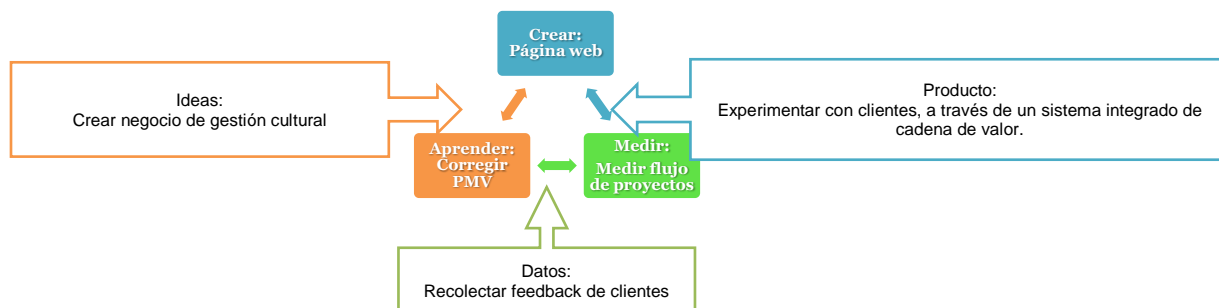 Crear:
Página web
Ideas:
Crear negocio de gestión cultural
Producto:
Experimentar con clientes, a través de un sistema integrado de
cadena de valor.
Aprender:
Corregir
PMV
Medir:
Medir flujo
de proyectos
Datos:
Recolectar feedback de clientes